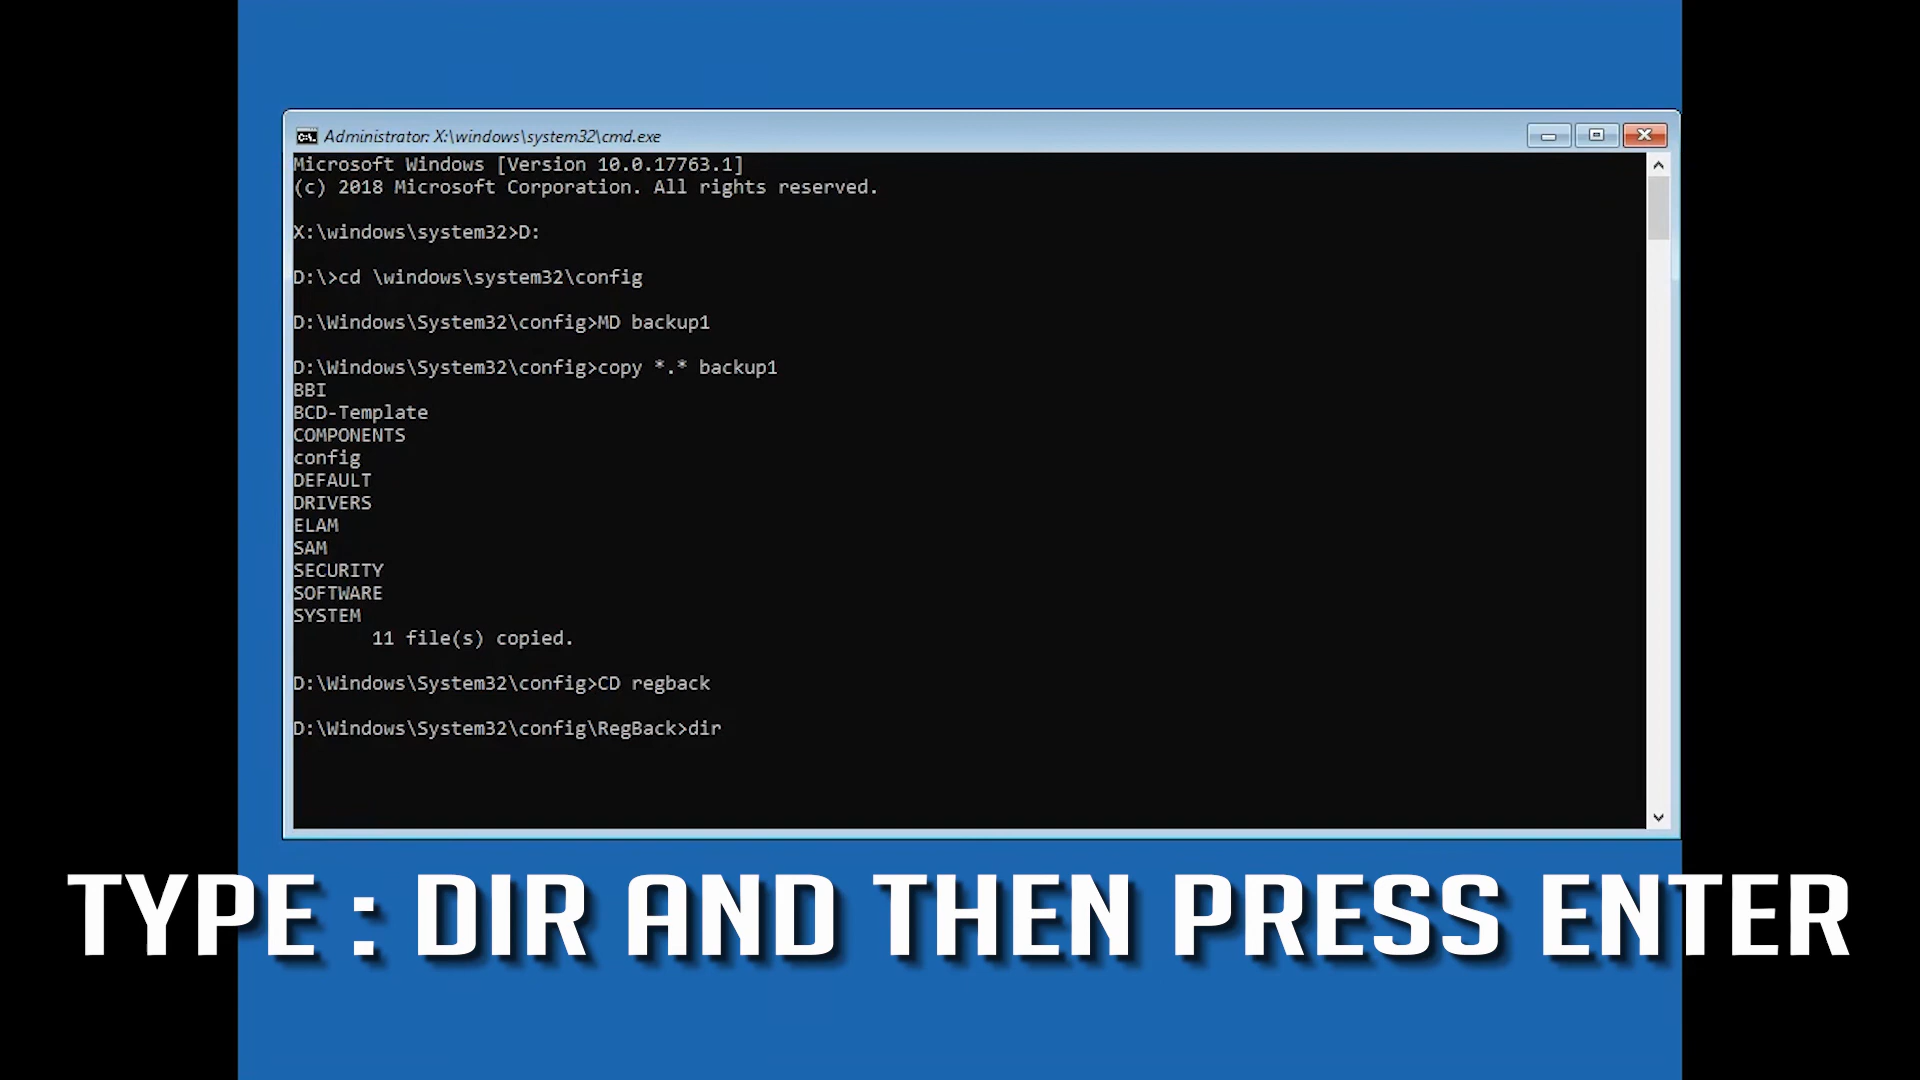 Administrator: X:\windows\system32\cmd.exe
Microsoft Windows [Version 10.0.17763.1]
(c) 2018 Microsoft Corporation. All rights reserved.
X:\windows\system32>D:
D:\>cd \windows\system32\config
D:\Windows\System32\config>MD backup1
D:\Windows\System32\config>copy *.* backup1
BBI
BCD-Template
COMPONENTS
config
DEFAULT
DRIVERS
ELAM
SAM
SECURITY
SOFTWARE
SYSTEM
11 file(s) copied.
D:\Windows\System32\config>CD regback
D:\Windows\System32\config\RegBack>dir
TYPE : DIR AND THEN PRESS ENTER